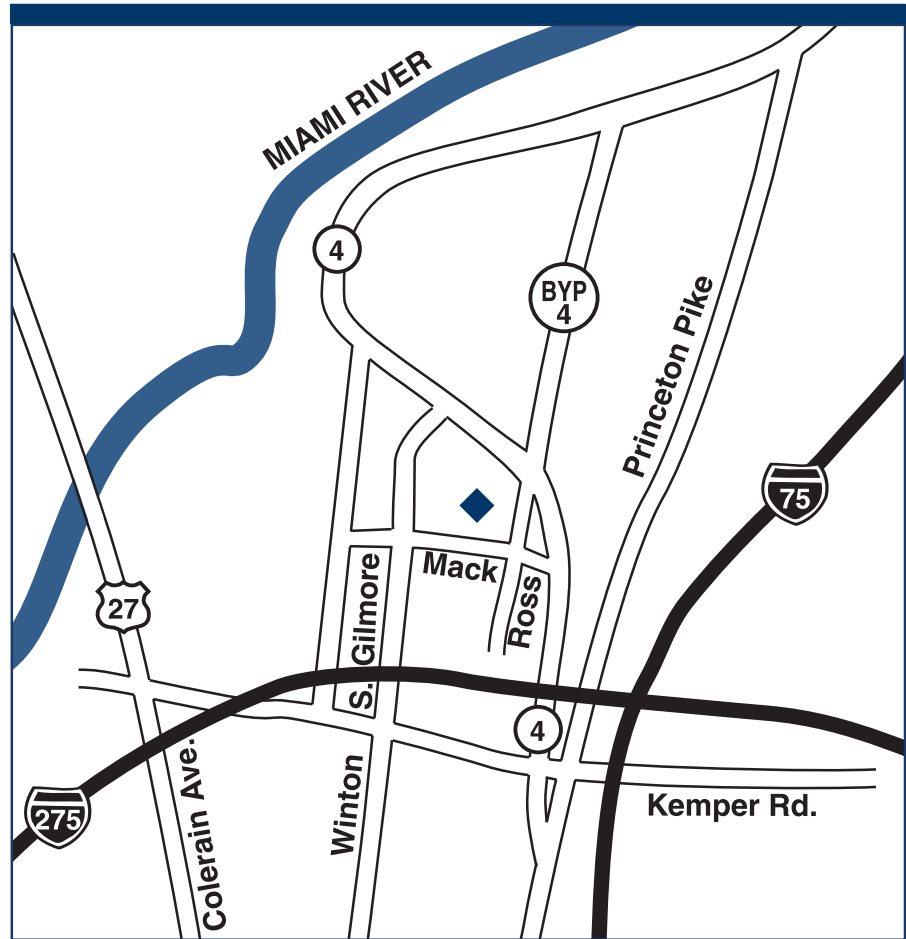 MIAMI RIVER
4
BYP
4
Princeton Pike
75
Mack
27
S. Gilmore
Ross
4
Colerain Ave.
Winton
Kemper Rd.
275